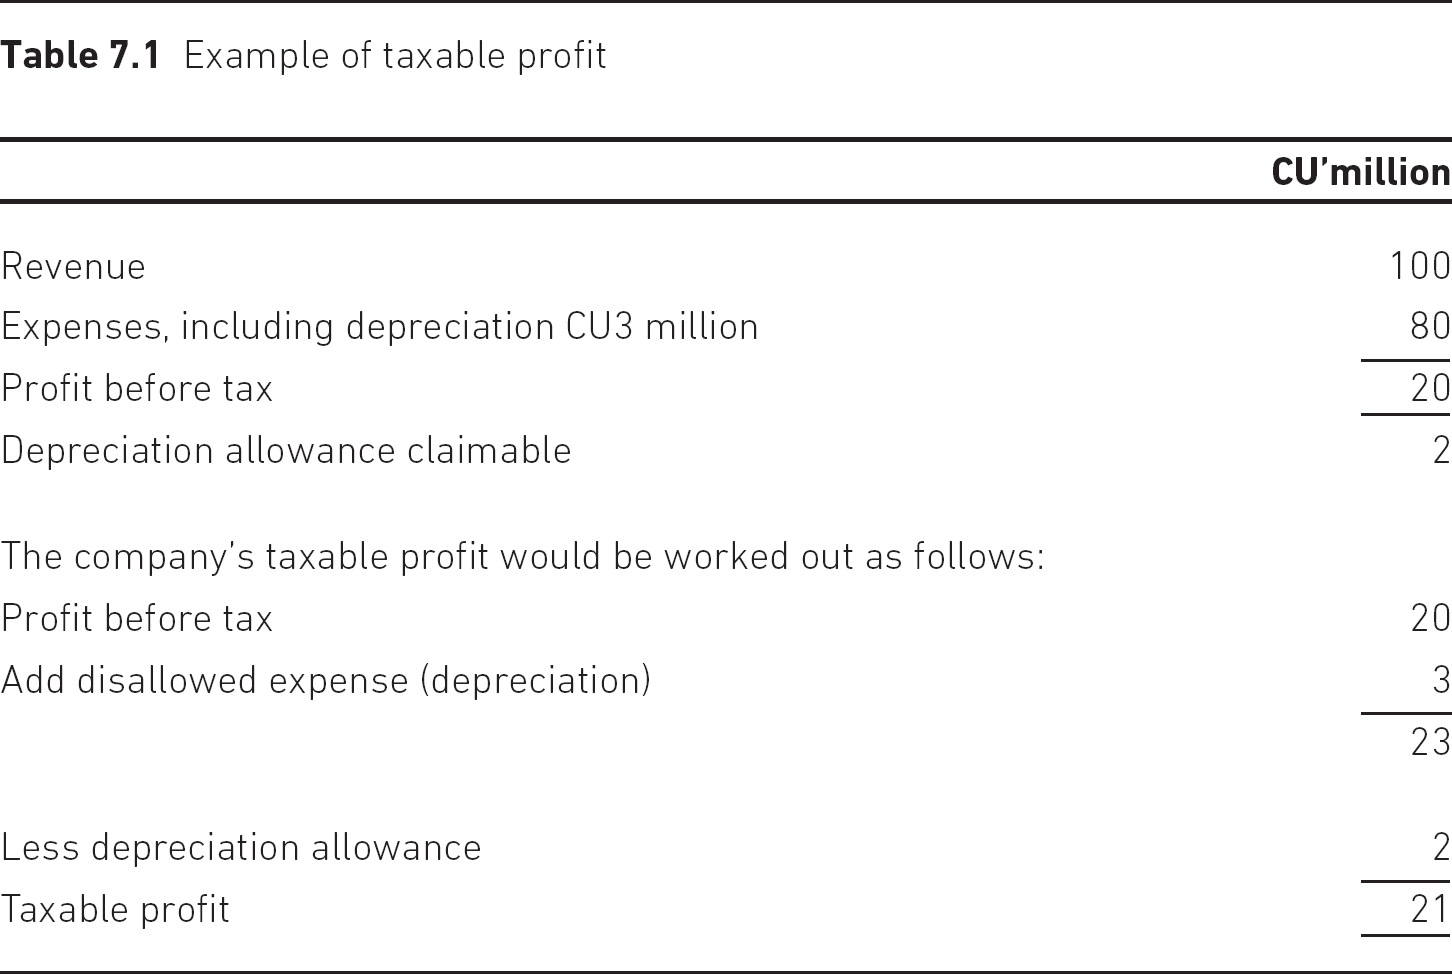 Table 7.1 Example of taxable profit
CU’million
Revenue 100
Expenses, including depreciation CU3 million 80
Profit before tax 20
Depreciation allowance claimable 2
The company’s taxable profit would be worked out as follows:
Profit before tax 20
Add disallowed expense (depreciation) 3
23
Less depreciation allowance 2
Taxable profit 21